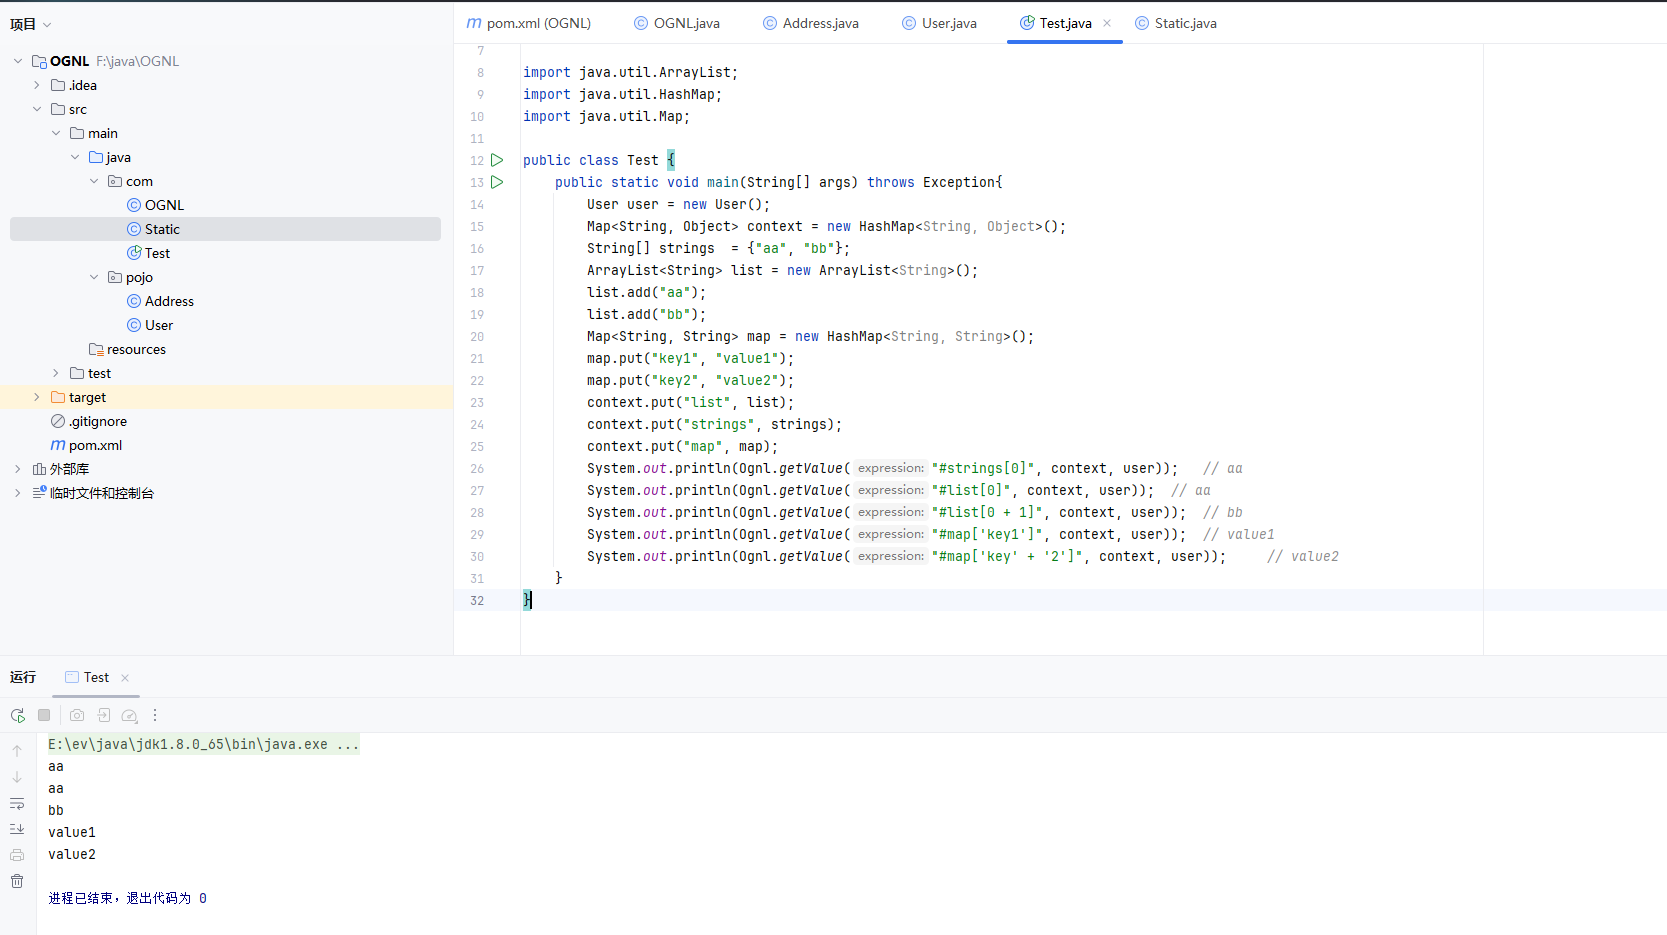 项目
OGNL F:\java\OGNL
.idea
src
main
java
com
OGNL
Static
Test
pojo
Address
User
resources
test
target
.gitignore
pom.xml
外部库
临时文件和控制台
pom.xml (OGNL) OGNL.java Address.java User.java Test.java Static.java
7
8 import java.util.ArrayList;
9 import java.util.HashMap;
10 import java.util.Map;
11
12 public class Test {
13 public static void main(String[] args) throws Exception{
14 User user = new User();
15 Map<String, Object> context = new HashMap<String, Object>();
16 String[] strings  = {"aa", "bb"};
17 ArrayList<String> list = new ArrayList<String>();
18 list.add("aa");
19 list.add("bb");
20 Map<String, String> map = new HashMap<String, String>();
21 map.put("key1", "value1");
22 map.put("key2", "value2");
23 context.put("list", list);
24 context.put("strings", strings);
25 context.put("map", map);
26 System.out.println(Ognl.getValue( expression: "#strings[0]", context, user));   // aa
27 System.out.println(Ognl.getValue( expression: "#list[0]", context, user));  // aa
28 System.out.println(Ognl.getValue( expression: "#list[0 + 1]", context, user));  // bb
29 System.out.println(Ognl.getValue( expression: "#map['key1']", context, user));  // value1
30 System.out.println(Ognl.getValue( expression: "#map['key' + '2']", context, user));     // value2
31 }
32 }
运行 Test
E:\ev\java\jdk1.8.0_65\bin\java.exe ...
aa
aa
bb
value1
value2
进程已结束，退出代码为 0